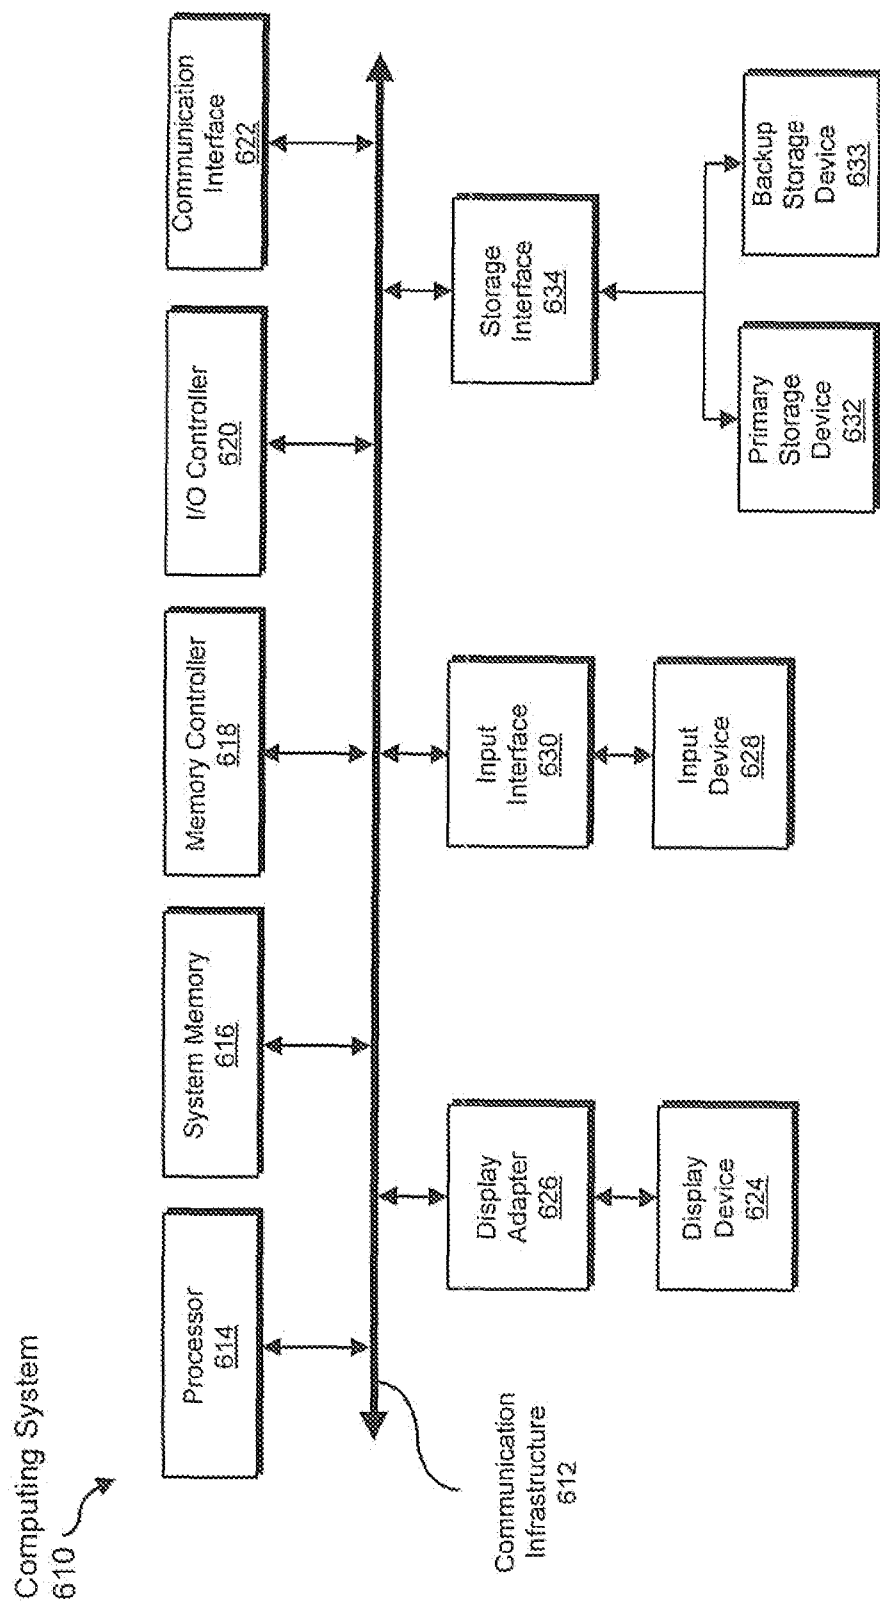 Computing System
610
Processor
614
System Memory
616
Memory Controller
618
I/O Controller
620
Communication
Interface
622
Communication
Infrastructure
612
Display
Adapter
626
Input
Interface
630
Storage
Interface
634
Display
Device
624
Input
Device
628
Primary
Storage
Device
632
Backup
Storage
Device
633